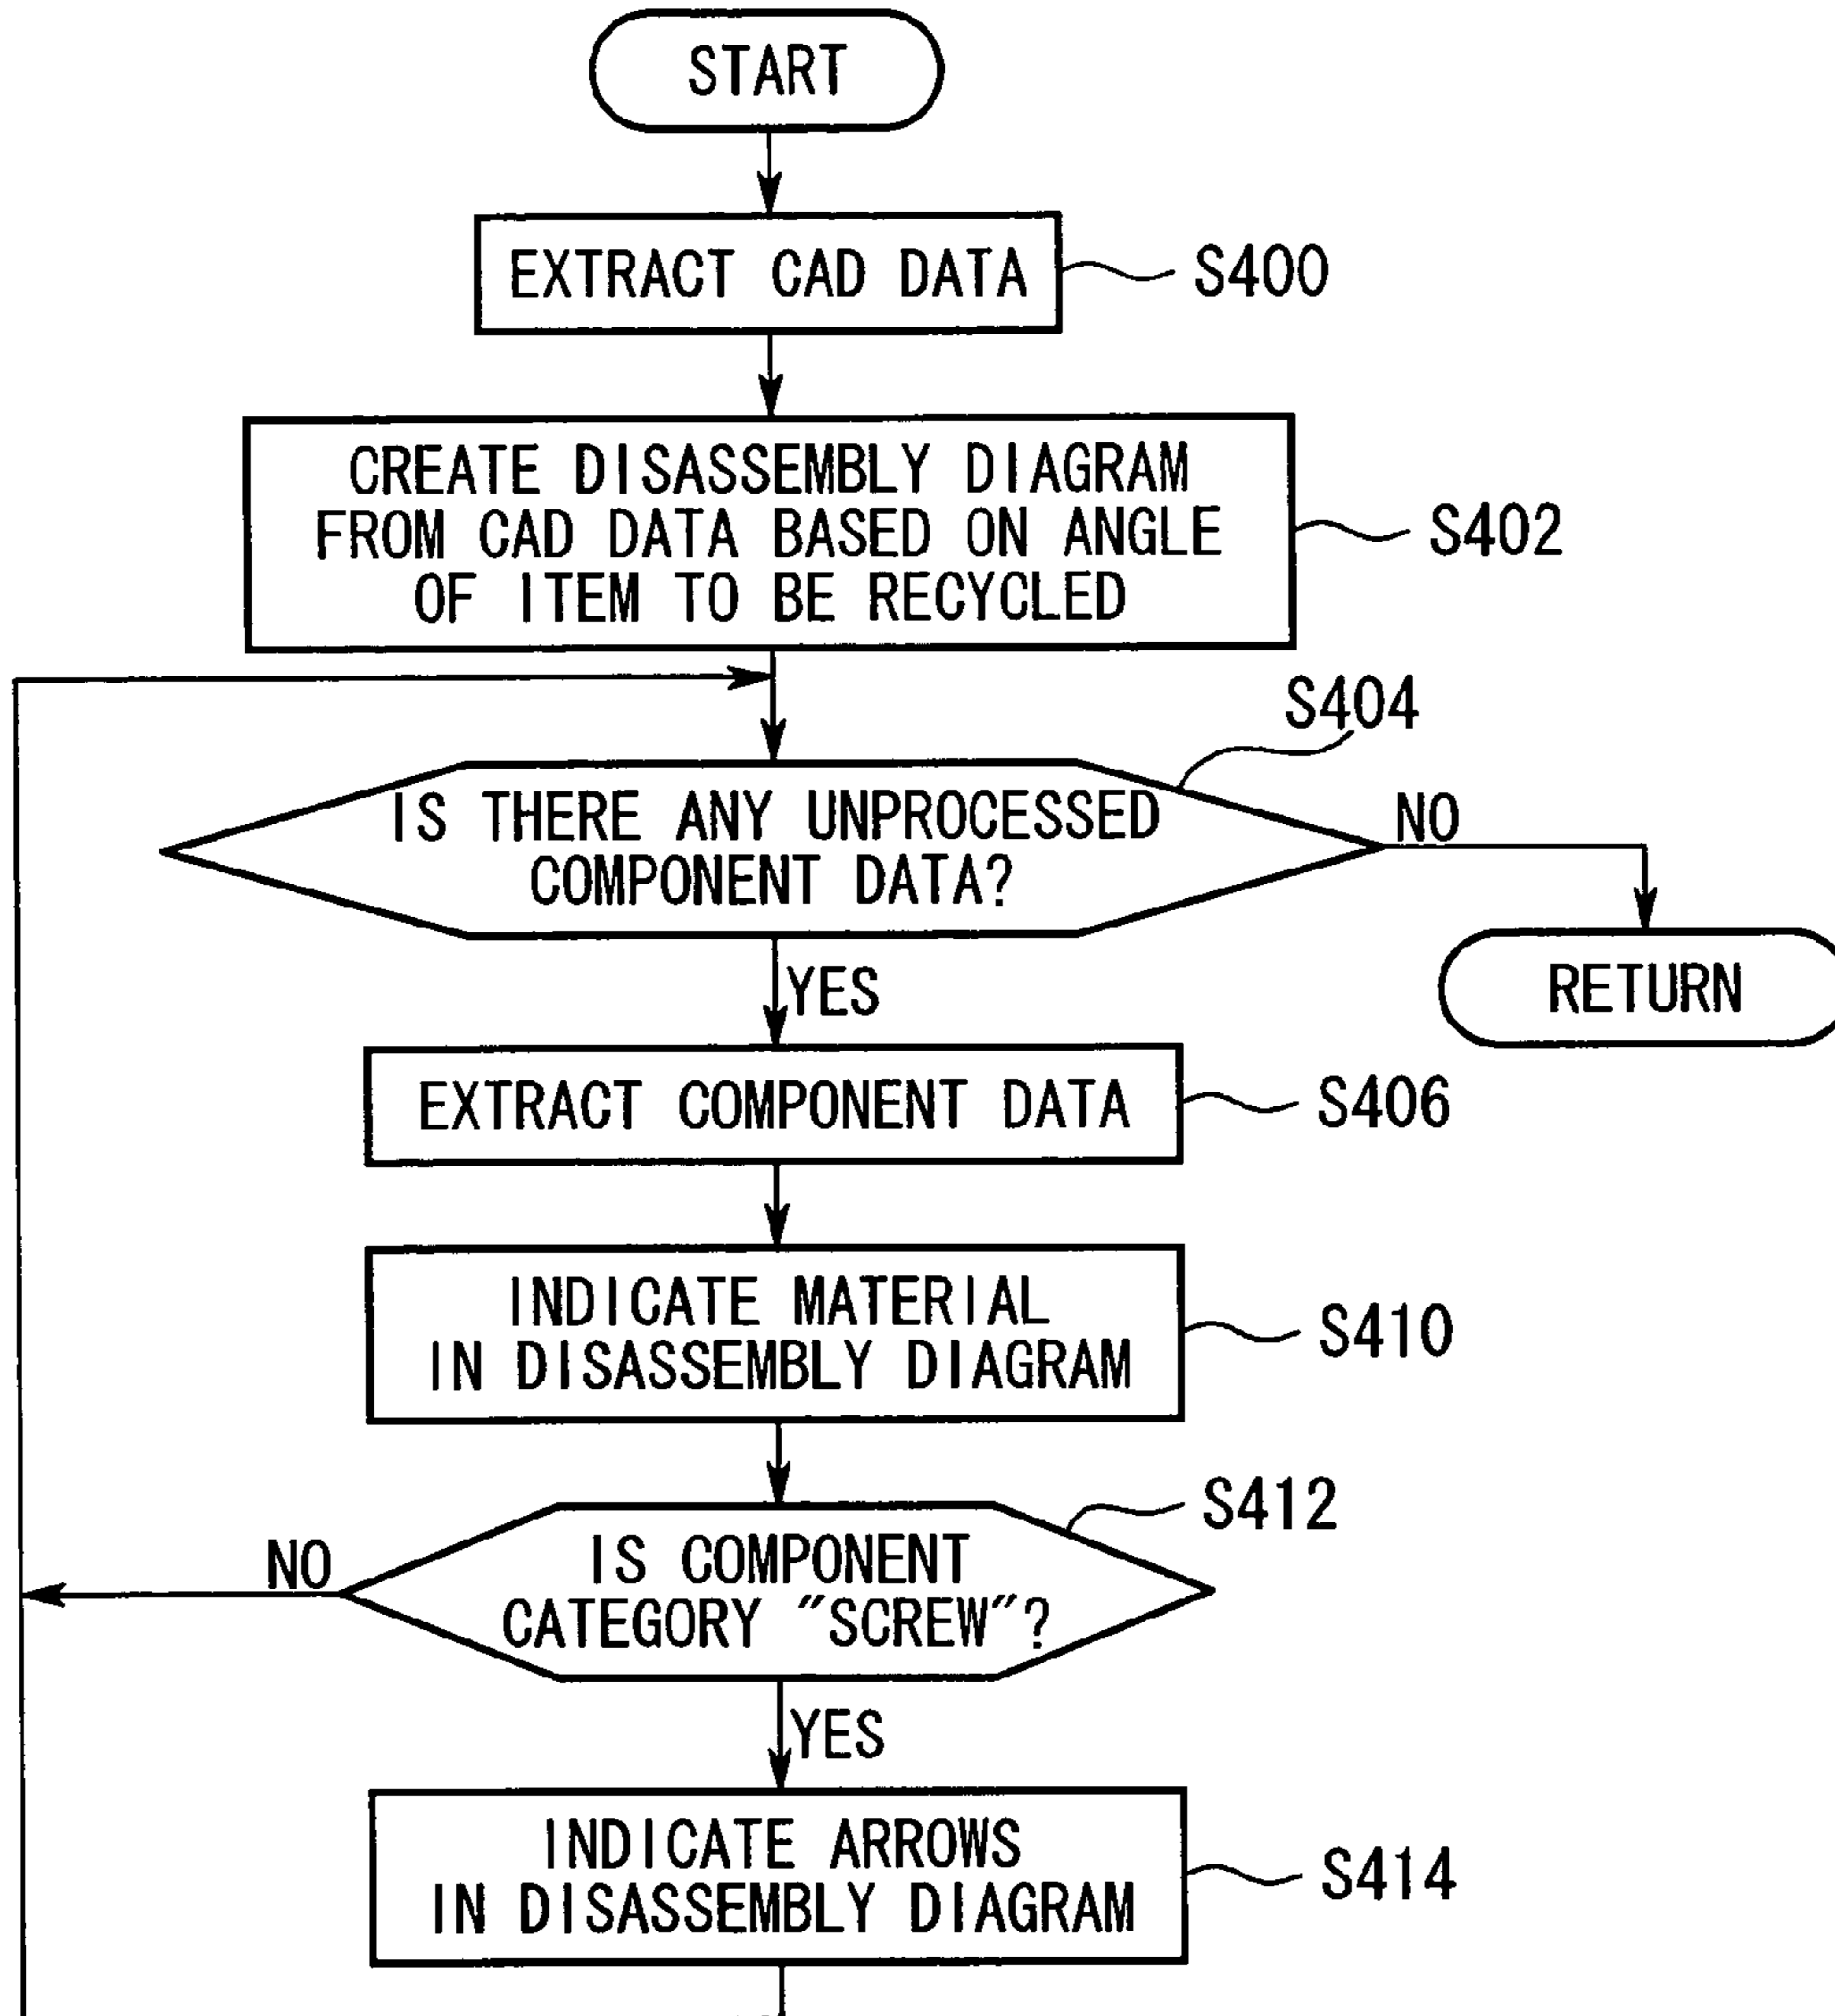 START
EXTRACT CAD DATA
S400
CREATE DISASSEMBLY DIAGRAM
FROM CAD DATA BASED ON ANGLE
OF ITEM TO BE RECYCLED
S402
S404
IS THERE ANY UNPROCESSED
COMPONENT DATA?
NO
YES
RETURN
EXTRACT COMPONENT DATA
S406
INDICATE MATERIAL
IN DISASSEMBLY DIAGRAM
S410
S412
IS COMPONENT
CATEGORY "SCREW"?
NO
YES
INDICATE ARROWS
IN DISASSEMBLY DIAGRAM
S414